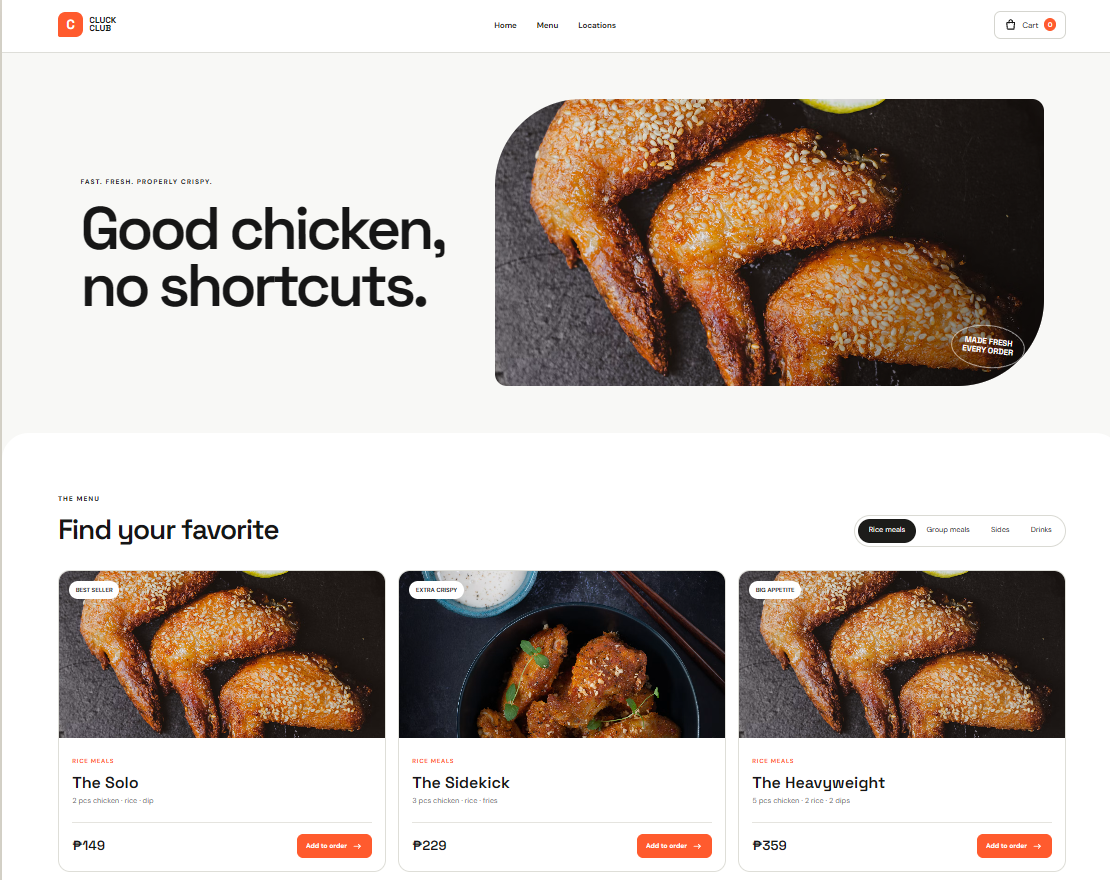 C
CLUCK
CLUB
Home
Menu
Locations
Cart
0
FAST. FRESH. PROPERLY CRISPY.
Good chicken,
no shortcuts.
MADE FRESH
EVERY ORDER
THE MENU
Find your favorite
Rice meals
Group meals
Sides
Drinks
BEST SELLER
RICE MEALS
The Solo
2 pcs chicken · rice · dip
₱149
Add to order →
EXTRA CRISPY
RICE MEALS
The Sidekick
3 pcs chicken · rice · fries
₱229
Add to order →
BIG APPETITE
RICE MEALS
The Heavyweight
5 pcs chicken · 2 rice · 2 dips
₱359
Add to order →